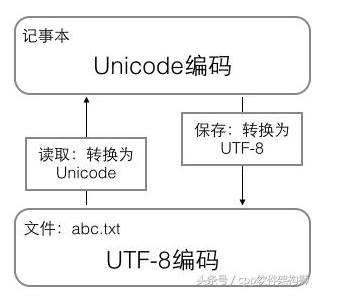 记事本
Unicode编码
读取：转换为
Unicode
保存：转换为
UTF-8
文件：abc.txt
UTF-8编码
头条号 / cpp软件架构狮